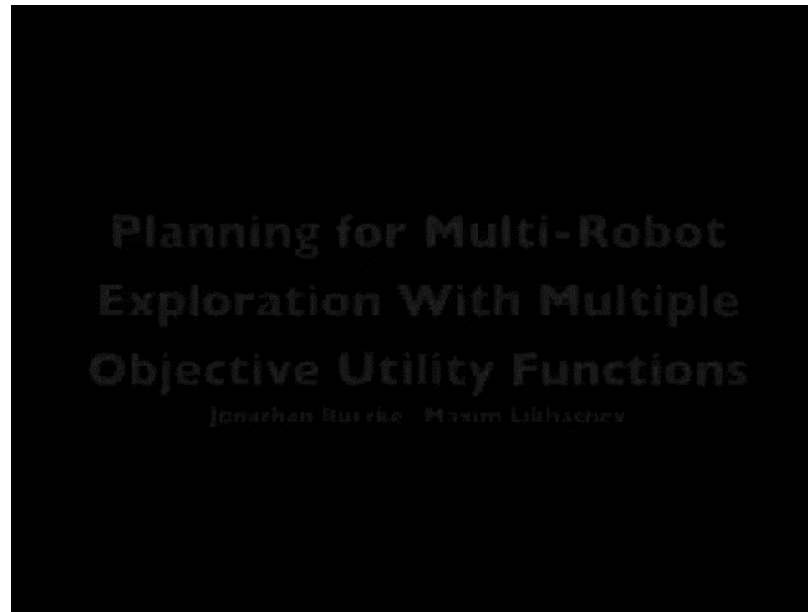 Planning for Multi-Robot
Exploration With Multiple
Objective Utility Functions
Jonathan Butzke Maxim Likhachev